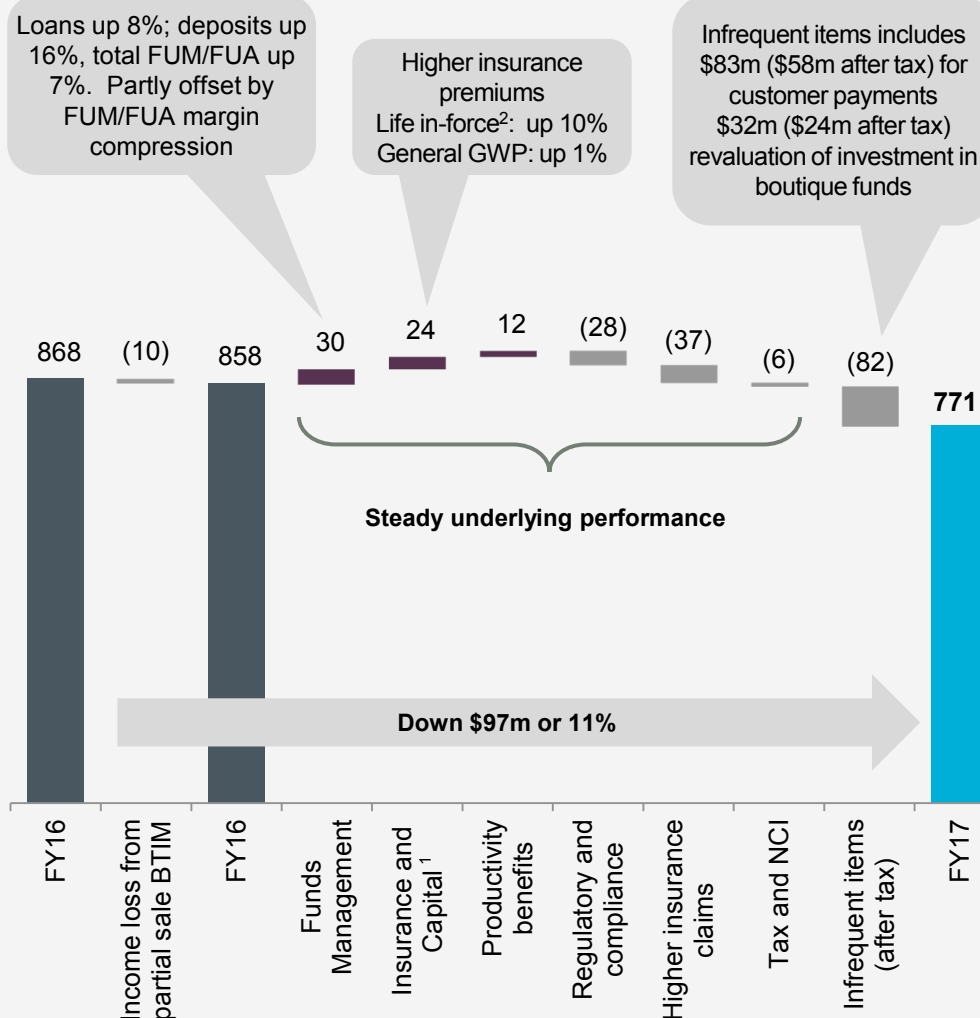 Loans up 8%; deposits up
16%, total FUM/FUA up
7%.  Partly offset by
FUM/FUA margin
compression
Higher insurance
premiums
Life in-force²:  up 10%
General GWP: up 1%
Infrequent items includes
$83m ($58m after tax) for
customer payments
$32m ($24m after tax)
revaluation of investment in
boutique funds
868
(10)
858
30
24
12
(28)
(37)
(6)
(82)
771
Steady underlying performance
Down $97m or 11%
FY16
Income loss from
partial sale BTIM
FY16
Funds
Management
Insurance and
Capital ¹
Productivity
benefits
Regulatory and
compliance
Higher insurance
claims
Tax and NCI
Infrequent items
(after tax)
FY17